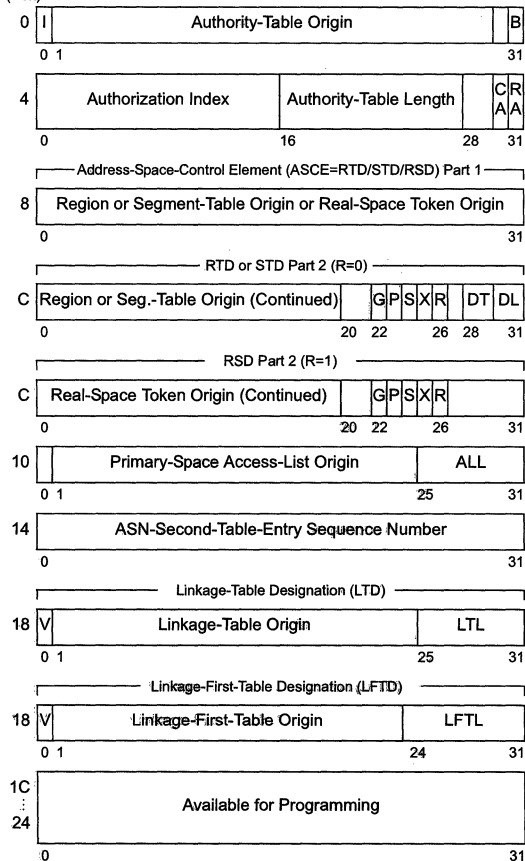 0 I Authority-Table Origin B
0 1 31
4 Authorization Index Authority-Table Length C A R A
0 16 28 31
Address-Space-Control Element (ASCE=RTD/STD/RSD) Part 1
8 Region or Segment-Table Origin or Real-Space Token Origin
0 31
RTD or STD Part 2 (R=0)
C Region or Seg.-Table Origin (Continued) G P S X R DT DL
0 20 22 26 28 31
RSD Part 2 (R=1)
C Real-Space Token Origin (Continued) G P S X R
0 20 22 26 31
10 Primary-Space Access-List Origin ALL
0 1 25 31
14 ASN-Second-Table-Entry Sequence Number
0 31
Linkage-Table Designation (LTD)
18 V Linkage-Table Origin LTL
0 1 25 31
Linkage-First-Table Designation (LFTD)
18 V Linkage-First-Table Origin LFTL
0 1 24 31
1C
:
24
Available for Programming
0 31